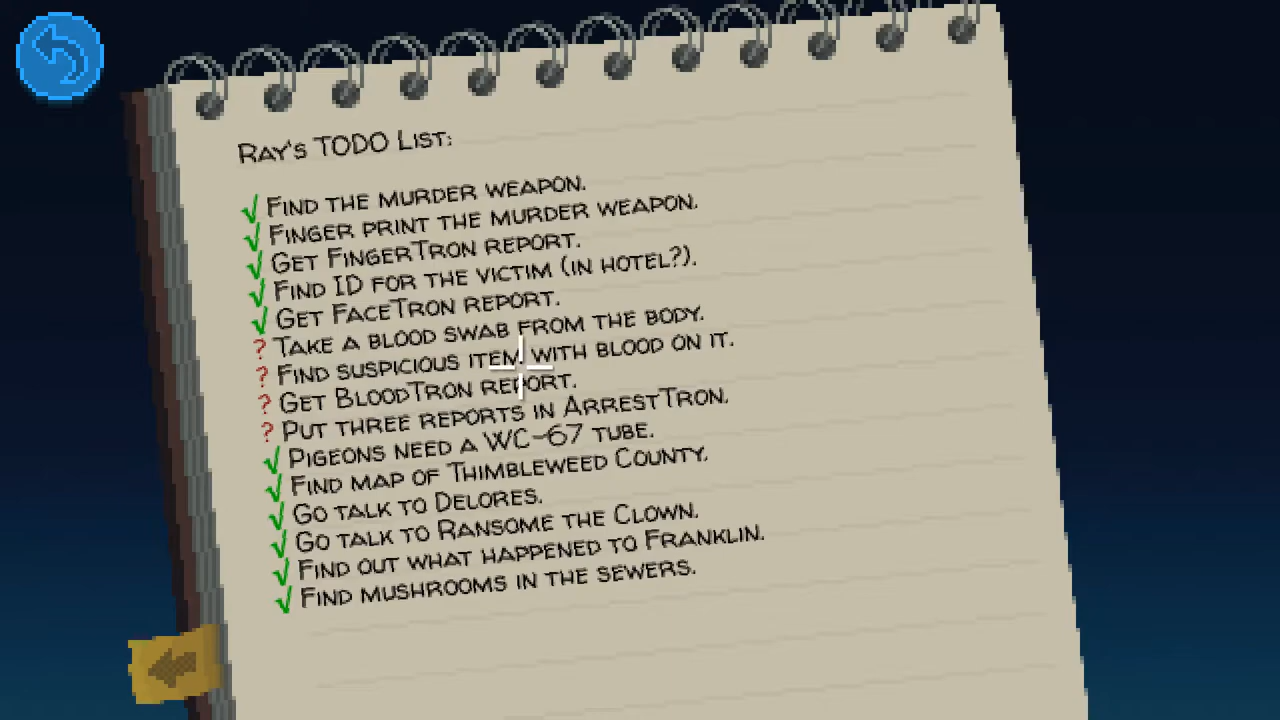 RAY'S TODO LIST:
√ FIND THE MURDER WEAPON.
√ FINGER PRINT THE MURDER WEAPON.
√ GET FINGERTRON REPORT.
√ FIND ID FOR THE VICTIM (IN HOTEL?).
√ GET FACETRON REPORT.
? TAKE A BLOOD SWAB FROM THE BODY.
? FIND SUSPICIOUS ITEM WITH BLOOD ON IT.
? GET BLOODTRON REPORT.
? PUT THREE REPORTS IN ARRESTTRON.
√ PIGEONS NEED A WC-67 TUBE.
√ FIND MAP OF THIMBLEWEED COUNTY.
√ GO TALK TO DELORES.
√ GO TALK TO RANSOME THE CLOWN.
√ FIND OUT WHAT HAPPENED TO FRANKLIN.
√ FIND MUSHROOMS IN THE SEWERS.